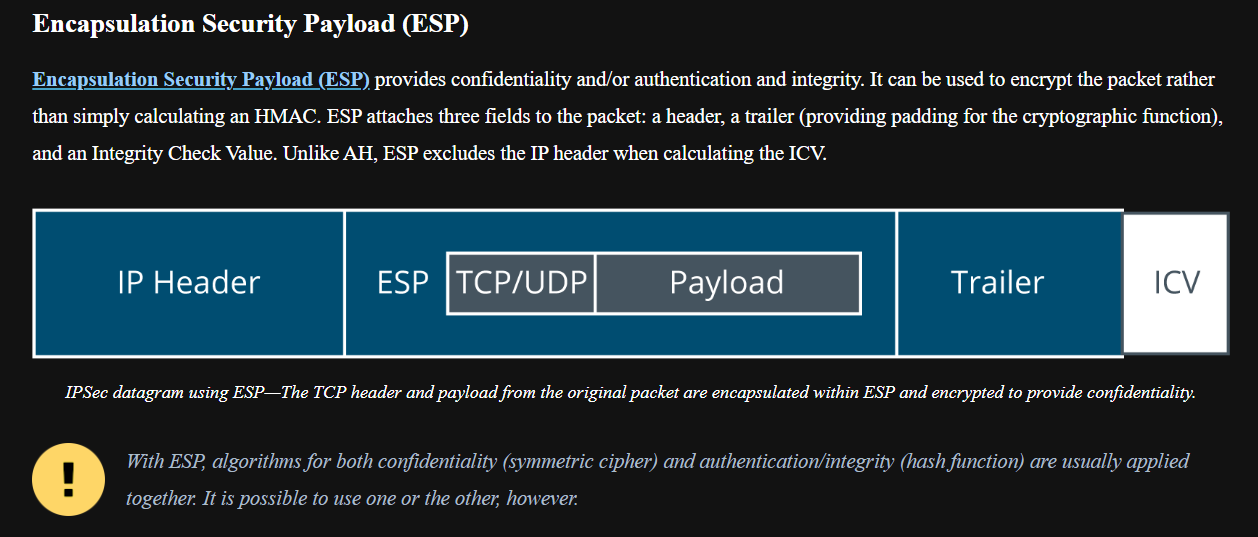 Encapsulation Security Payload (ESP)
Encapsulation Security Payload (ESP) provides confidentiality and/or authentication and integrity. It can be used to encrypt the packet rather
than simply calculating an HMAC. ESP attaches three fields to the packet: a header, a trailer (providing padding for the cryptographic function),
and an Integrity Check Value. Unlike AH, ESP excludes the IP header when calculating the ICV.
IP Header ESP TCP/UDP Payload Trailer ICV
IPSec datagram using ESP—The TCP header and payload from the original packet are encapsulated within ESP and encrypted to provide confidentiality.
!
With ESP, algorithms for both confidentiality (symmetric cipher) and authentication/integrity (hash function) are usually applied
together. It is possible to use one or the other, however.